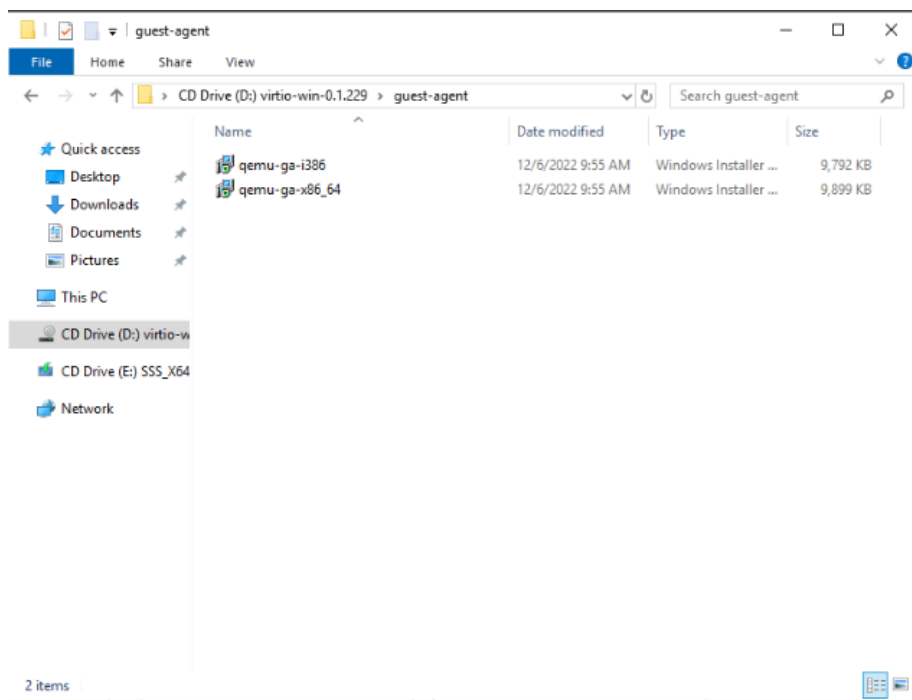 guest-agent
File Home Share View
CD Drive (D:) virtio-win-0.1.229 > guest-agent
Search guest-agent
Name Date modified Type Size
Quick access
Desktop
Downloads
Documents
Pictures
This PC
CD Drive (D:) virtio-w
CD Drive (E:) SSS_X64
Network
qemu-ga-i386 12/6/2022 9:55 AM Windows Installer ... 9,792 KB
qemu-ga-x86_64 12/6/2022 9:55 AM Windows Installer ... 9,899 KB
2 items